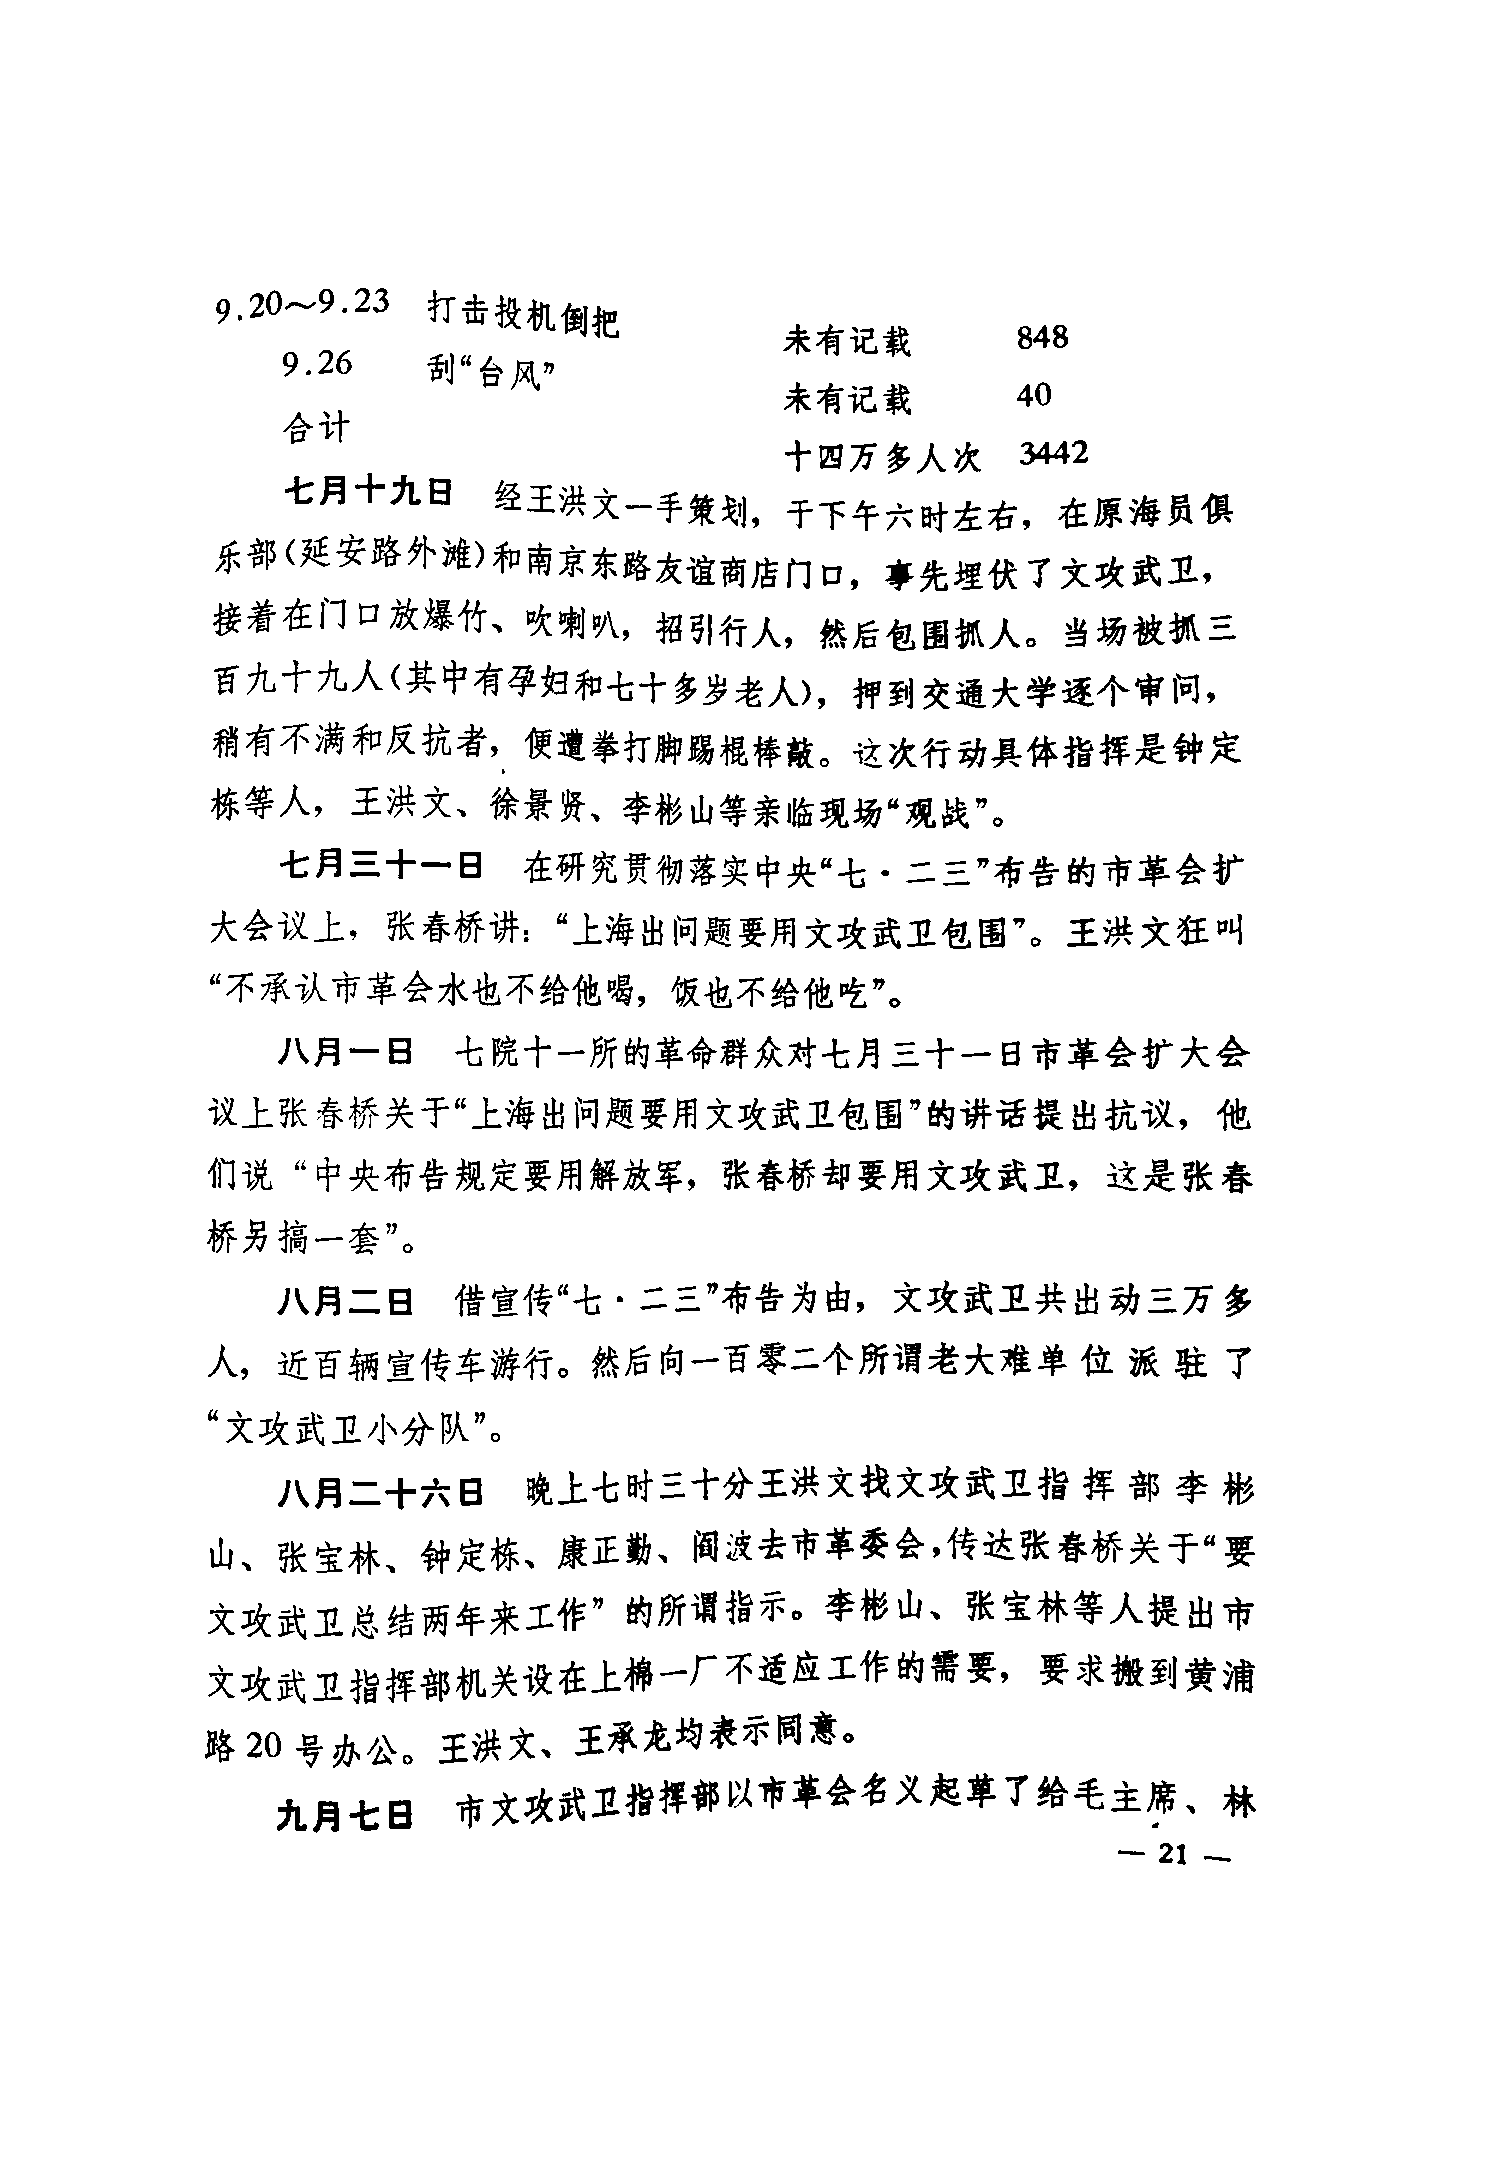 9.20～9.23 打击投机倒把 未有记载 848
9.26 刮“台风” 未有记载 40
合计 十四万多人次 3442
七月十九日 经王洪文一手策划，于下午六时左右，在原海员俱
乐部(延安路外滩)和南京东路友谊商店门口，事先埋伏了文攻武卫，
接着在门口放爆竹、吹喇叭，招引行人，然后包围抓人。当场被抓三
百九十九人(其中有孕妇和七十多岁老人)，押到交通大学逐个审问，
稍有不满和反抗者，便遭拳打脚踢棍棒敲。这次行动具体指挥是钟定
栋等人，王洪文、徐景贤、李彬山等亲临现场“观战”。
七月三十一日 在研究贯彻落实中央“七·二三”布告的市革会扩
大会议上，张春桥讲：“上海出问题要用文攻武卫包围”。王洪文狂叫
“不承认市革会水也不给他喝，饭也不给他吃”。
八月一日 七院十一所的革命群众对七月三十一日市革会扩大会
议上张春桥关于“上海出问题要用文攻武卫包围”的讲话提出抗议，他
们说“中央布告规定要用解放军，张春桥却要用文攻武卫，这是张春
桥另搞一套”。
八月二日 借宣传“七·二三”布告为由，文攻武卫共出动三万多
人，近百辆宣传车游行。然后向一百零二个所谓老大难单位派驻了
“文攻武卫小分队”。
八月二十六日 晚上七时三十分王洪文找文攻武卫指挥部李彬
山、张宝林、钟定栋、康正勤、阎波去市革委会，传达张春桥关于“要
文攻武卫总结两年来工作”的所谓指示。李彬山、张宝林等人提出市
文攻武卫指挥部机关设在上棉一厂不适应工作的需要，要求搬到黄浦
路20号办公。王洪文、王承龙均表示同意。
九月七日 市文攻武卫指挥部以市革会名义起草了给毛主席、林
— 21 —